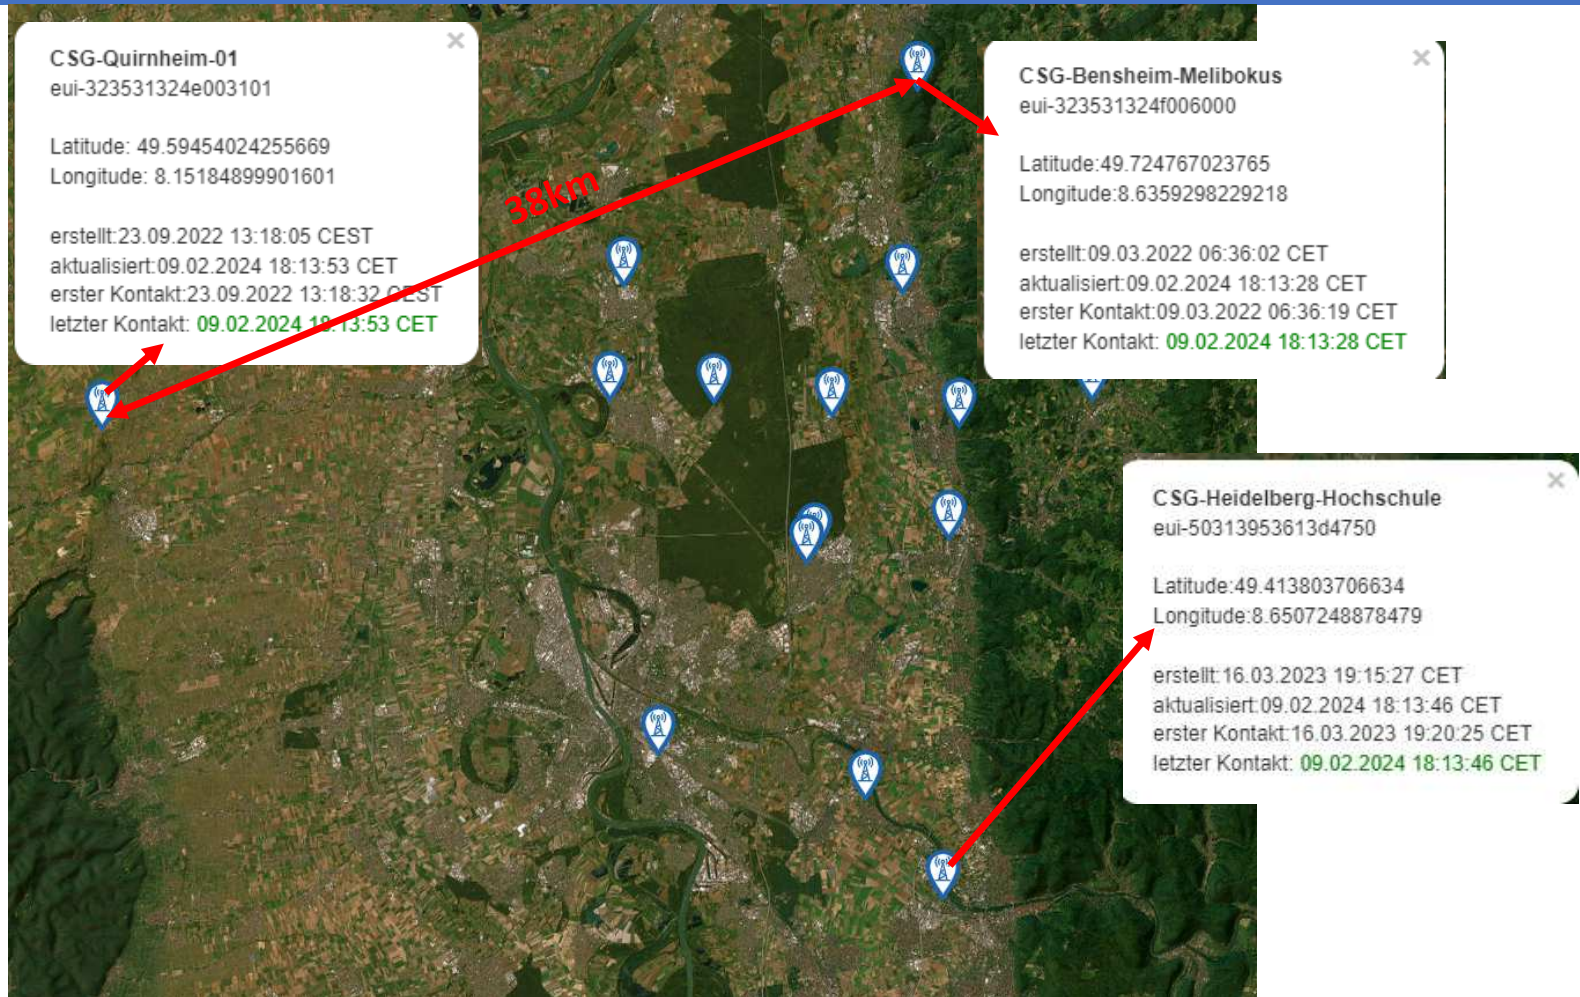 CSG-Quirnheim-01
eui-323531324e003101
Latitude: 49.59454024255669
Longitude: 8.15184899901601
erstellt:23.09.2022 13:18:05 CEST
aktualisiert:09.02.2024 18:13:53 CET
erster Kontakt:23.09.2022 13:18:32 CEST
letzter Kontakt: 09.02.2024 18:13:53 CET
38km
CSG-Bensheim-Melibokus
eui-323531324f006000
Latitude:49.724767023765
Longitude:8.6359298229218
erstellt:09.03.2022 06:36:02 CET
aktualisiert:09.02.2024 18:13:28 CET
erster Kontakt:09.03.2022 06:36:19 CET
letzter Kontakt: 09.02.2024 18:13:28 CET
CSG-Heidelberg-Hochschule
eui-50313953613d4750
Latitude:49.413803706634
Longitude:8.6507248878479
erstellt:16.03.2023 19:15:27 CET
aktualisiert:09.02.2024 18:13:46 CET
erster Kontakt:16.03.2023 19:20:25 CET
letzter Kontakt: 09.02.2024 18:13:46 CET